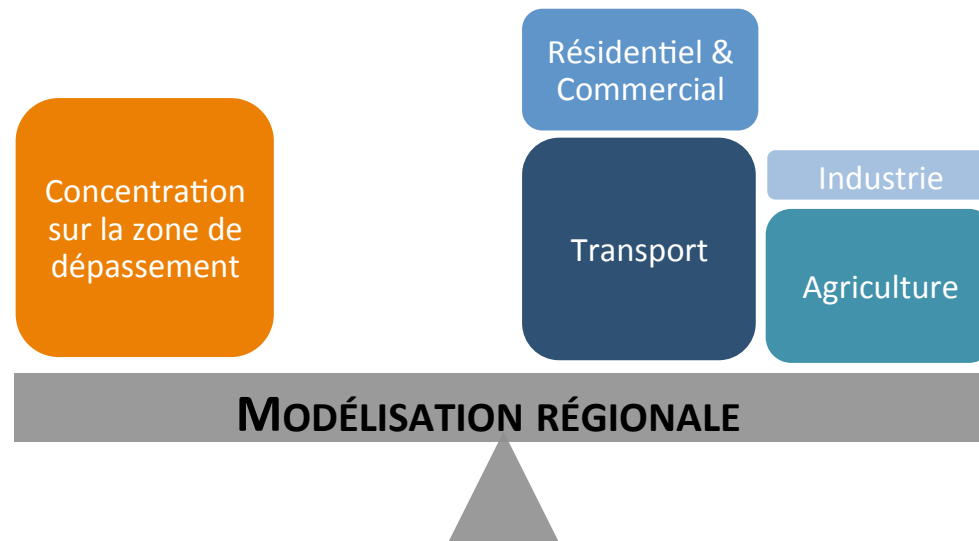 Résidentiel &
Commercial
Concentration
sur la zone de
dépassement
Transport
Industrie
Agriculture
MODÉLISATION RÉGIONALE